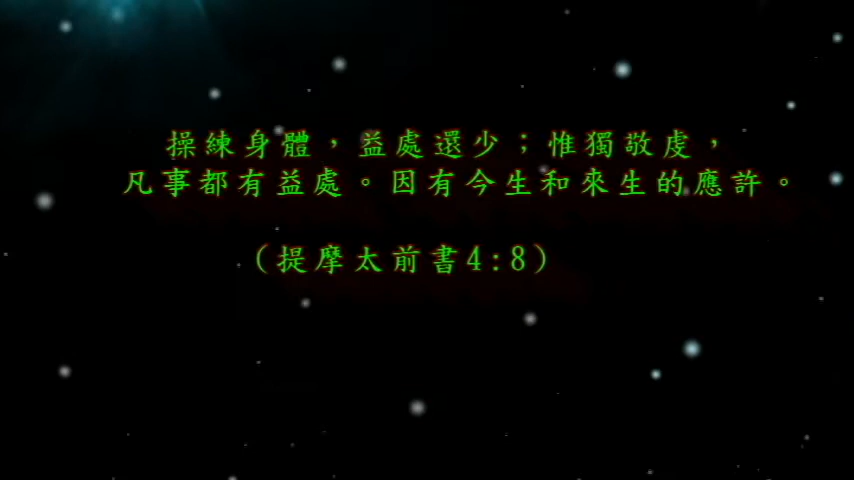 操練身體，益處還少；惟獨敬虔，
凡事都有益處。因有今生和來生的應許。
(提摩太前書4:8)